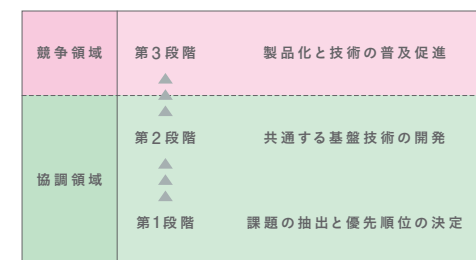 競争領域 第3段階 製品化と技術の普及促進
第2段階 共通する基盤技術の開発
協調領域
第1段階 課題の抽出と優先順位の決定